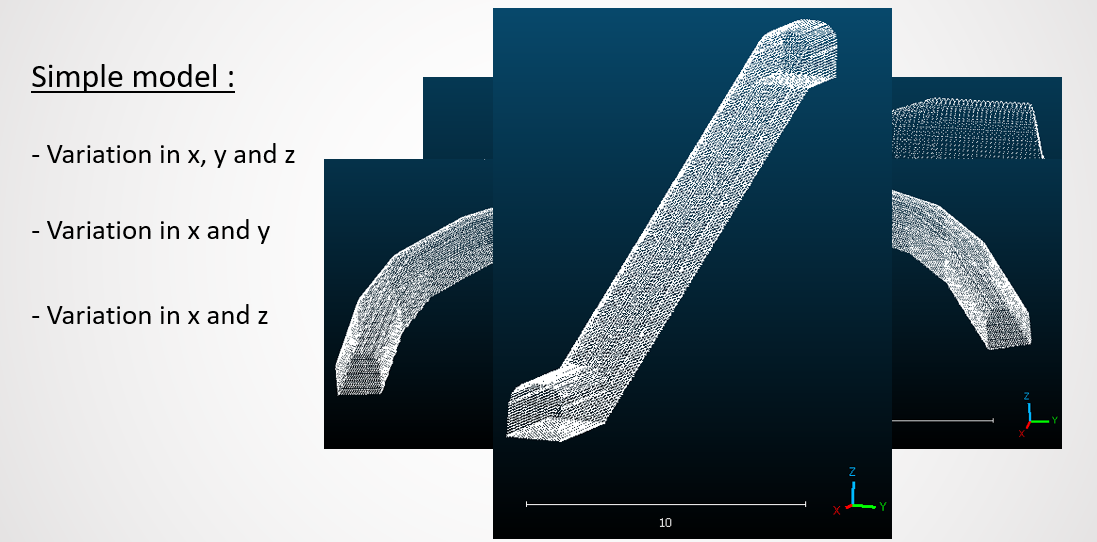 Simple model :
- Variation in x, y and z
- Variation in x and y
- Variation in x and z
Z
Y
X
Z
X
Y
10